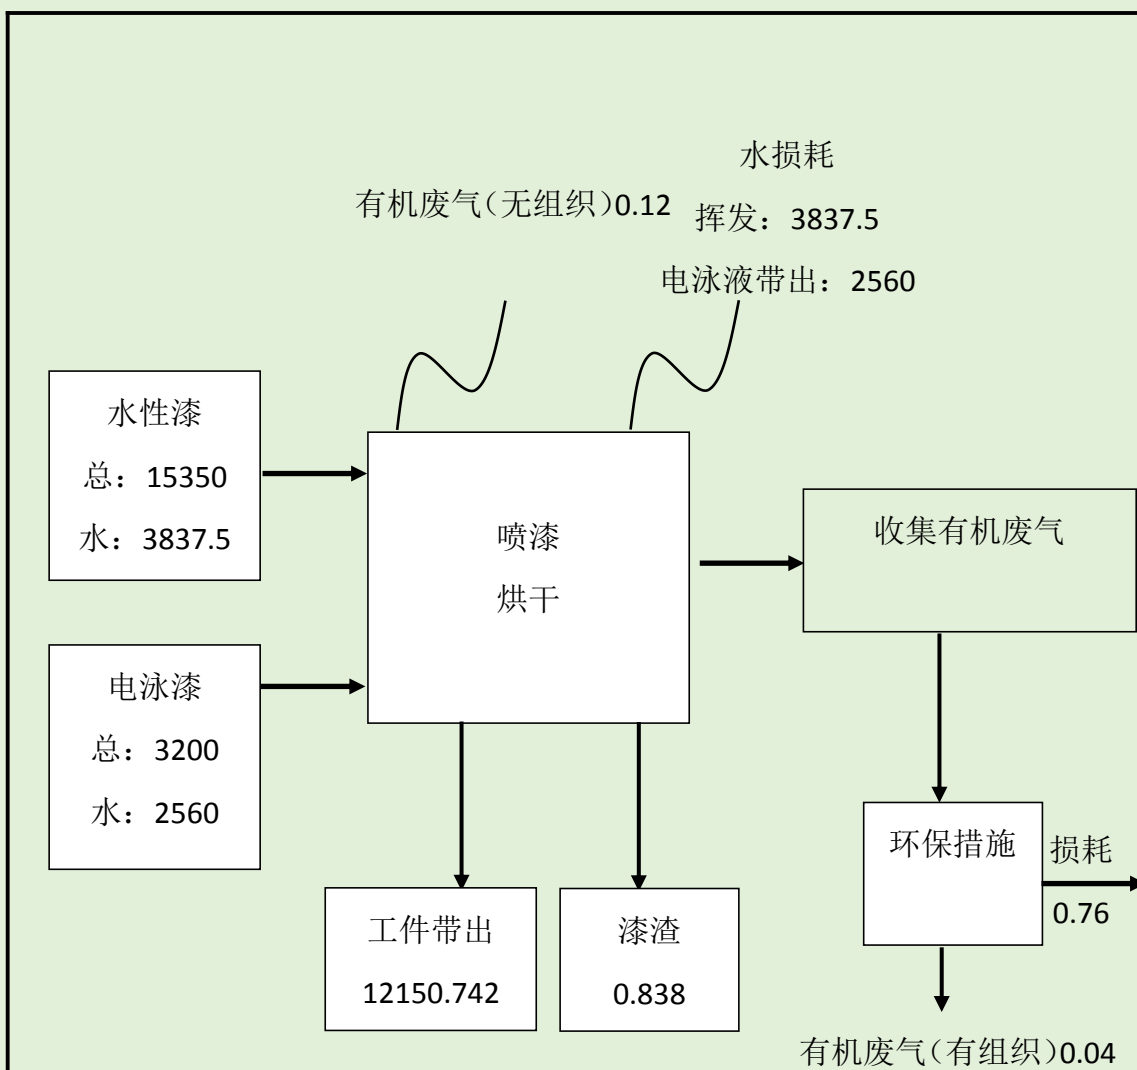 水损耗
有机废气（无组织）0.12
挥发：3837.5
电泳液带出：2560
水性漆
总：15350
水：3837.5
喷漆
烘干
收集有机废气
电泳漆
总：3200
水：2560
环保措施
损耗
0.76
工件带出
12150.742
漆渣
0.838
有机废气（有组织）0.04